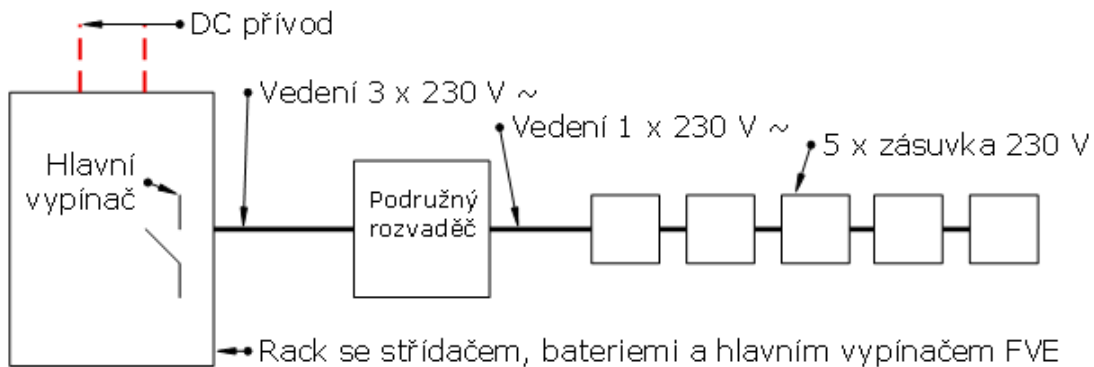 DC přívod
Vedení 3 x 230 V ~
Vedení 1 x 230 V ~
5 x zásuvka 230 V
Hlavní
vypínač
Podružný
rozvaděč
Rack se střídačem, bateriemi a hlavním vypínačem FVE